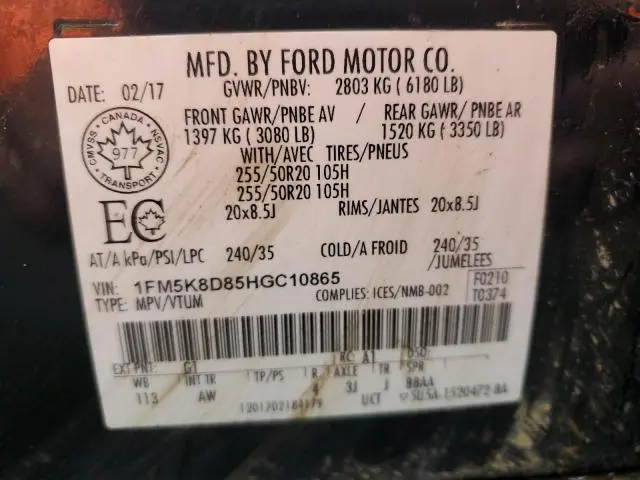 MFD. BY FORD MOTOR CO.
DATE: 02/17
GVWR/PNBV: 2803 KG ( 6180 LB)
FRONT GAWR/PNBE AV / REAR GAWR/ PNBE AR
1397 KG ( 3080 LB) 1520 KG ( 3350 LB)
WITH/AVEC TIRES/PNEUS
255/50R20 105H
255/50R20 105H
20x8.5J RIMS/JANTES 20x8.5J
CANADA
CMVSS NSVAC
977
TRANSPORT
EC
AT/A kPa/PSI/LPC 240/35 COLD/A FROID 240/35
/JUMELEES
VIN: 1FM5K8D85HGC10865
TYPE: MPV/VTUM
COMPLIES: ICES/NMB-002
F0210
T0374
EXT PNT: G1 RC: A1 DSO:
WB INT TR TP/PS R AXLE TR SPR
113 AW 4 3J J BBAA
1201702184179 UCT